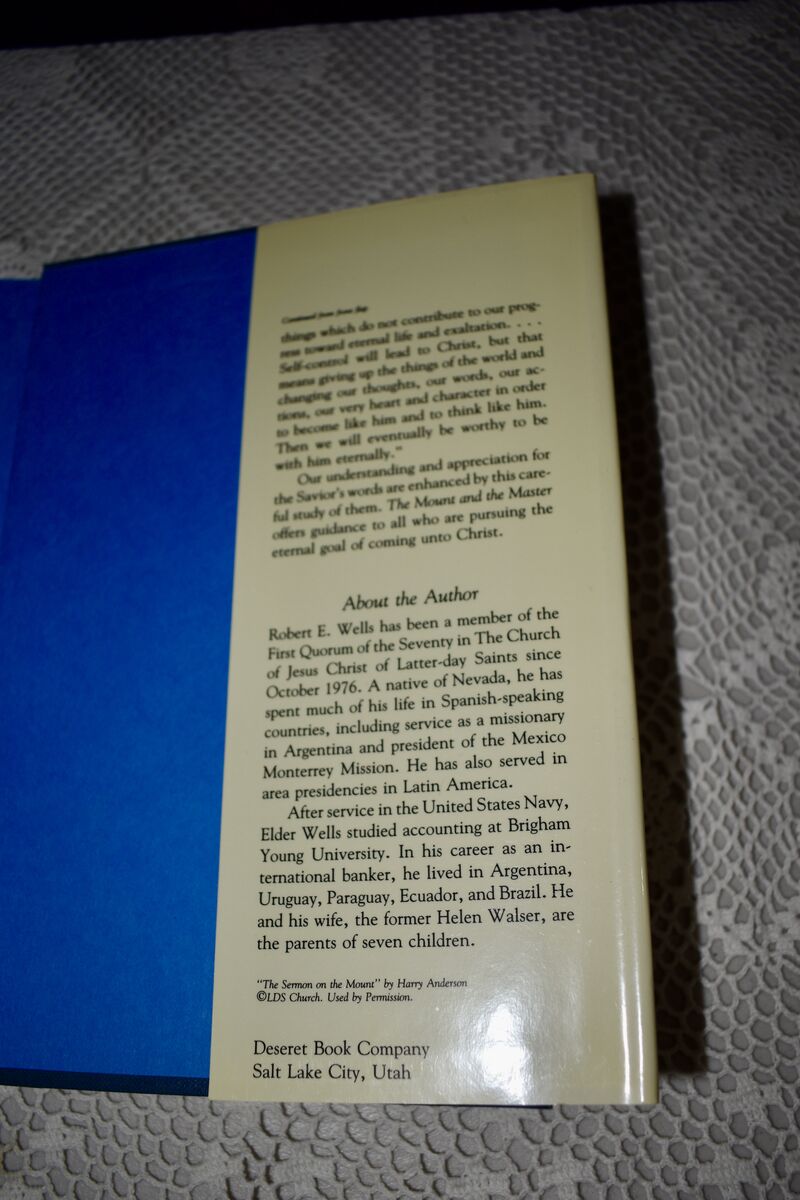 Continued from front flap
things which do not contribute to our prog-
ress toward eternal life and exaltation. . . .
Self-control will lead to Christ, but that
means giving up the things of the world and
changing our thoughts, our words, our ac-
tions, our very heart and character in order
to become like him and to think like him.
Then we will eventually be worthy to be
with him eternally."
Our understanding and appreciation for
the Savior's words are enhanced by this care-
ful study of them. The Mount and the Master
offers guidance to all who are pursuing the
eternal goal of coming unto Christ.
About the Author
Robert E. Wells has been a member of the
First Quorum of the Seventy in The Church
of Jesus Christ of Latter-day Saints since
October 1976. A native of Nevada, he has
spent much of his life in Spanish-speaking
countries, including service as a missionary
in Argentina and president of the Mexico
Monterrey Mission. He has also served in
area presidencies in Latin America.
After service in the United States Navy,
Elder Wells studied accounting at Brigham
Young University. In his career as an in-
ternational banker, he lived in Argentina,
Uruguay, Paraguay, Ecuador, and Brazil. He
and his wife, the former Helen Walser, are
the parents of seven children.
"The Sermon on the Mount" by Harry Anderson
©LDS Church. Used by Permission.
Deseret Book Company
Salt Lake City, Utah